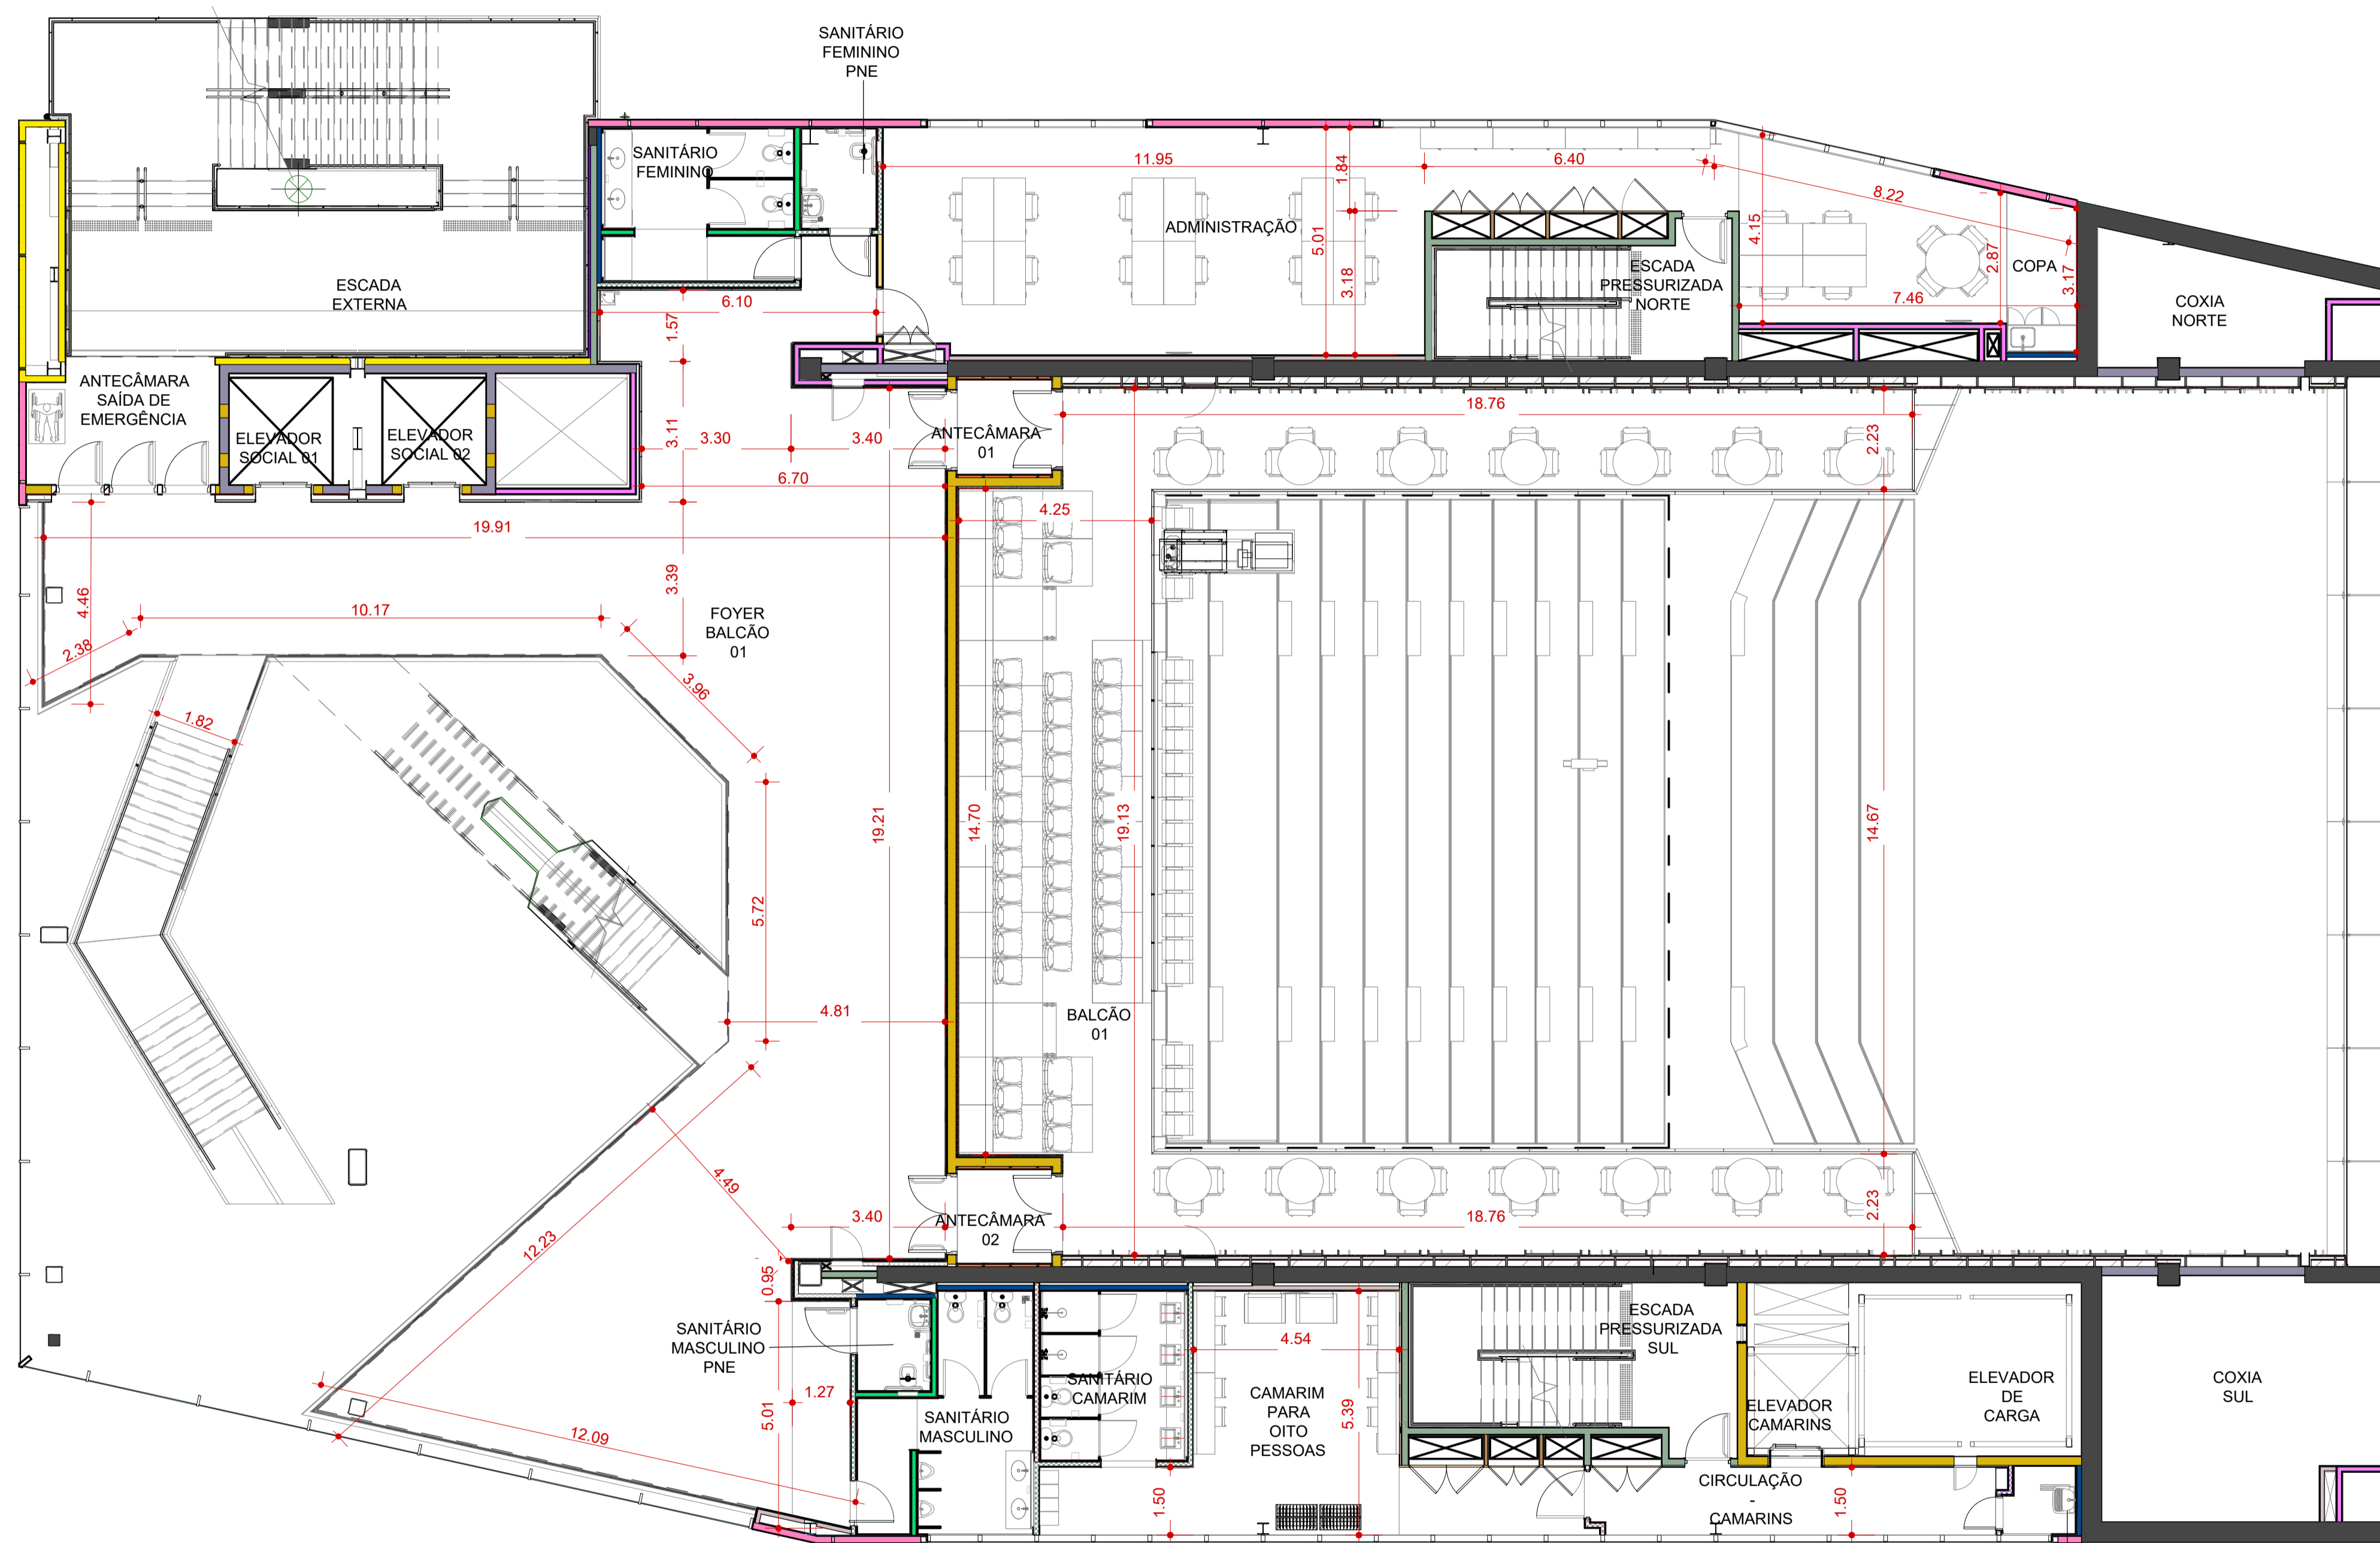 SANITÁRIO
FEMININO
PNE
SANITÁRIO
FEMININO
11.95
1.84
6.40
8.22
ADMINISTRAÇÃO
5.01
3.18
4.15
2.87
3.17
ESCADA
PRESSURIZADA
NORTE
COPA
7.46
COXIA
NORTE
ESCADA
EXTERNA
6.10
1.57
ANTECÂMARA
SAÍDA DE
EMERGÊNCIA
ELEVADOR
SOCIAL 01
ELEVADOR
SOCIAL 02
3.11
3.30
3.40
6.70
ANTECÂMARA
01
18.76
2.23
19.91
4.25
4.46
3.39
10.17
2.38
FOYER
BALCÃO
01
3.96
1.82
19.21
14.70
19.13
14.67
5.72
4.81
BALCÃO
01
4.49
12.23
3.40
ANTECÂMARA
02
18.76
2.23
0.95
SANITÁRIO
MASCULINO
PNE
1.27
5.01
12.09
SANITÁRIO
MASCULINO
SANITÁRIO
CAMARIM
4.54
CAMARIM
PARA
OITO
PESSOAS
5.39
1.50
ESCADA
PRESSURIZADA
SUL
ELEVADOR
CAMARINS
ELEVADOR
DE
CARGA
COXIA
SUL
CIRCULAÇÃO
-
CAMARINS
1.50